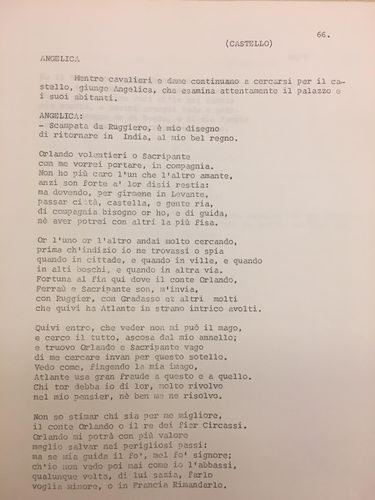 66.
(CASTELLO)
ANGELICA
Mentre cavalieri e dame continuano a cercarsi per il ca-
stello, giunge Angelica, che esamina attentamente il palazzo e
i suoi abitanti.
ANGELICA:
- Scampata da Ruggiero, è mio disegno
di ritornare in India, al mio bel regno.
Orlando volentieri o Sacripante
con me vorrei portare, in compagnia.
Non ho più caro l'un che l'altro amante,
anzi son forte a' lor disii restia:
ma dovendo, per girmene in Levante,
passar città, castella, e gente ria,
di compagnia bisogno or ho, e di guida,
nè aver potrei con altri la più fisa.
Or l'uno or l'altro andai molto cercando,
prima ch'indizio io ne trovassi o spia
quando in cittade, e quando in ville, e quando
in alti boschi, e quando in altra via.
Fortuna al fin qui dove il conte Orlando,
Ferraù e Sacripante son, m'invia,
con Ruggier, con Gradasso et altri molti
che quivi ha Atlante in strano intrico avolti.
Quivi entro, che veder non mi può il mago,
e cerco il tutto, ascosa dal mio annello;
e truovo Orlando e Sacripante vago
di me cercare invan per questo sotello.
Vedo come, fingendo la mia imago,
Atlante usa gran fraude a questo e a quello.
Chi tor debba io di lor, molto rivolvo
nel mio pensier, nè ben me ne risolvo.
Non so stimar chi sia per me migliore,
il conte Orlando o il re dei fier Circassi.
Orlando mi potrà con più valore
meglio salvar nei perigliosi passi:
ma se mia guida il fo', mel fo' signore;
ch'io non vedo poi mai come io l'abbassi,
qualunque volta, di lui sazia, farlo
voglia minore, o in Francia Rimandarlo.